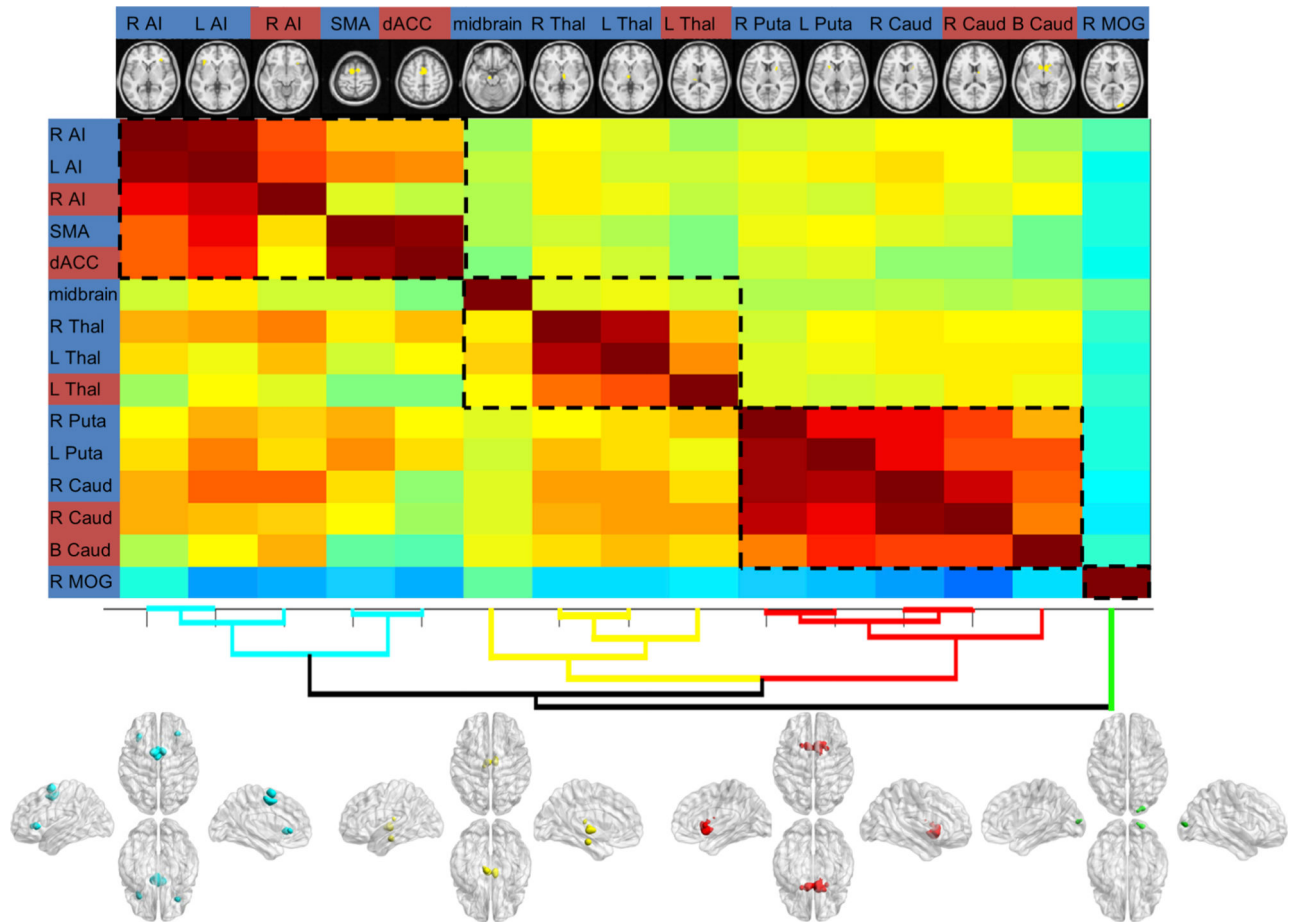 R AI L AI R AI SMA dACC midbrain R Thal L Thal L Thal R Puta L Puta R Caud R Caud B Caud R MOG
R AI
L AI
R AI
SMA
dACC
midbrain
R Thal
L Thal
L Thal
R Puta
L Puta
R Caud
R Caud
B Caud
R MOG